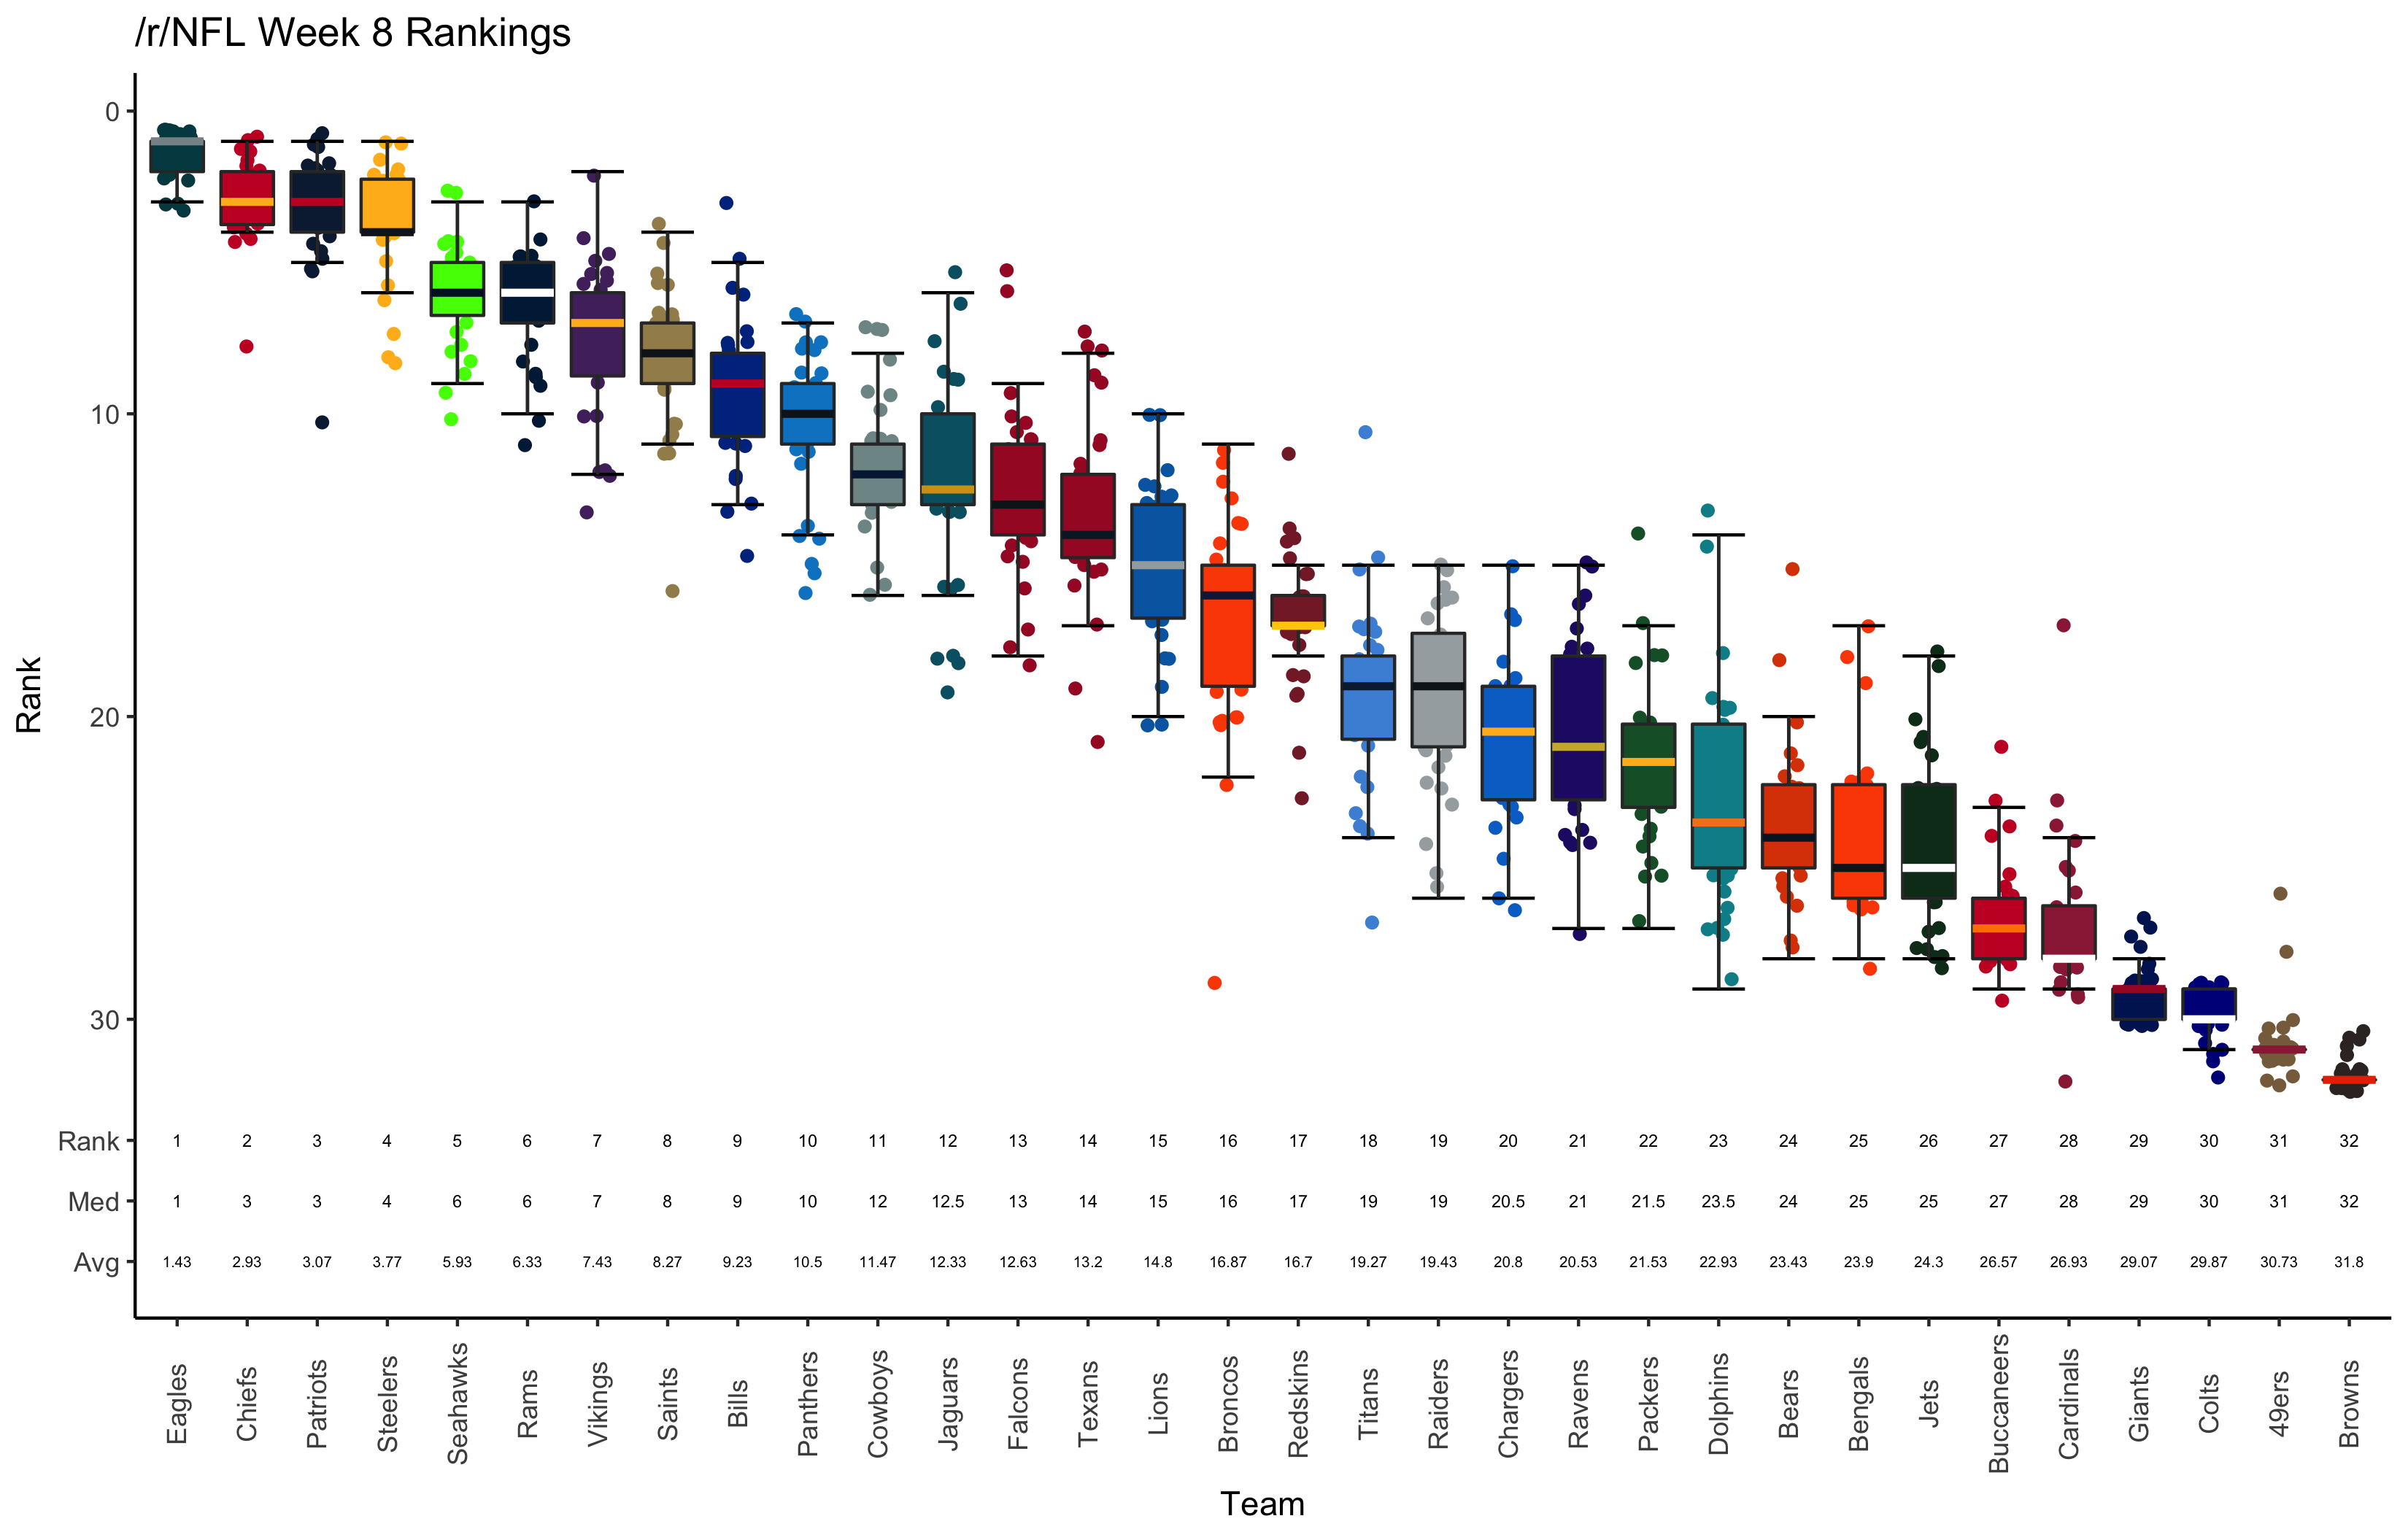 /r/NFL Week 8 Rankings
Rank
0
10
20
30
Rank 1 2 3 4 5 6 7 8 9 10 11 12 13 14 15 16 17 18 19 20 21 22 23 24 25 26 27 28 29 30 31 32
Med 1 3 3 4 6 6 7 8 9 10 12 12.5 13 14 15 16 17 19 19 20.5 21 21.5 23.5 24 25 25 27 28 29 30 31 32
Avg 1.43 2.93 3.07 3.77 5.93 6.33 7.43 8.27 9.23 10.5 11.47 12.33 12.63 13.2 14.8 16.87 16.7 19.27 19.43 20.8 20.53 21.53 22.93 23.43 23.9 24.3 26.57 26.93 29.07 29.87 30.73 31.8
Eagles Chiefs Patriots Steelers Seahawks Rams Vikings Saints Bills Panthers Cowboys Jaguars Falcons Texans Lions Broncos Redskins Titans Raiders Chargers Ravens Packers Dolphins Bears Bengals Jets Buccaneers Cardinals Giants Colts 49ers Browns
Team